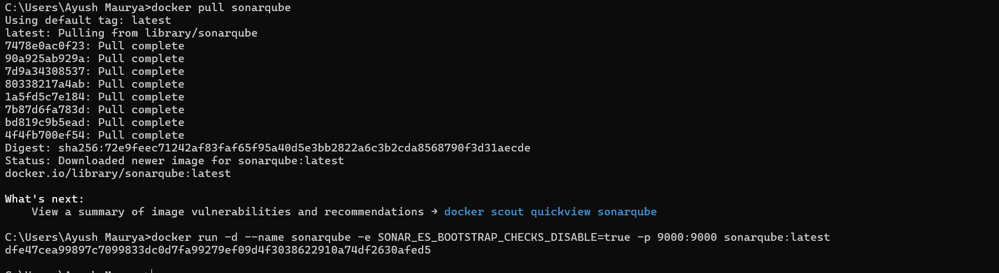 C:\Users\Ayush Maurya>docker pull sonarqube
Using default tag: latest
latest: Pulling from library/sonarqube
7478e0ac0f23: Pull complete
90a925ab929a: Pull complete
7d9a34308537: Pull complete
80338217a4ab: Pull complete
1a5fd5c7e184: Pull complete
7b87d6fa783d: Pull complete
bd819c9b5ead: Pull complete
4f4fb700ef54: Pull complete
Digest: sha256:72e9feec71242af83faf65f95a40d5e3bb2822a6c3b2cda8568790f3d31aecde
Status: Downloaded newer image for sonarqube:latest
docker.io/library/sonarqube:latest
What's next:
View a summary of image vulnerabilities and recommendations → docker scout quickview sonarqube
C:\Users\Ayush Maurya>docker run -d --name sonarqube -e SONAR_ES_BOOTSTRAP_CHECKS_DISABLE=true -p 9000:9000 sonarqube:latest
dfe47cea99897c7099833dc0d7fa99279ef09d4f3038622910a74df2630afed5
C:\Users\Ayush Maurya>